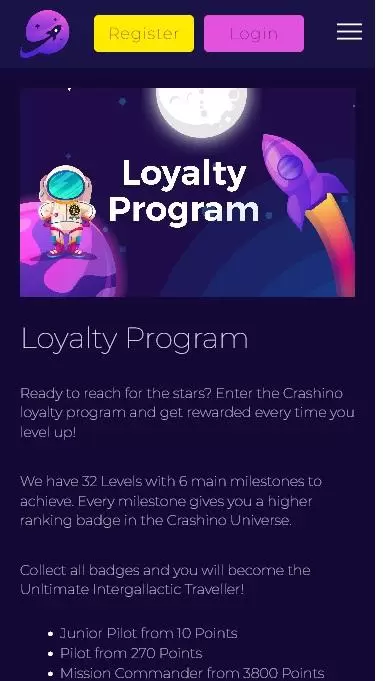 Register
Login
Loyalty
Program
Loyalty Program
Ready to reach for the stars? Enter the Crashino
loyalty program and get rewarded every time you
level up!
We have 32 Levels with 6 main milestones to
achieve. Every milestone gives you a higher
ranking badge in the Crashino Universe.
Collect all badges and you will become the
Unltimate Intergallactic Traveller!
• Junior Pilot from 10 Points
• Pilot from 270 Points
• Mission Commander from 3800 Points